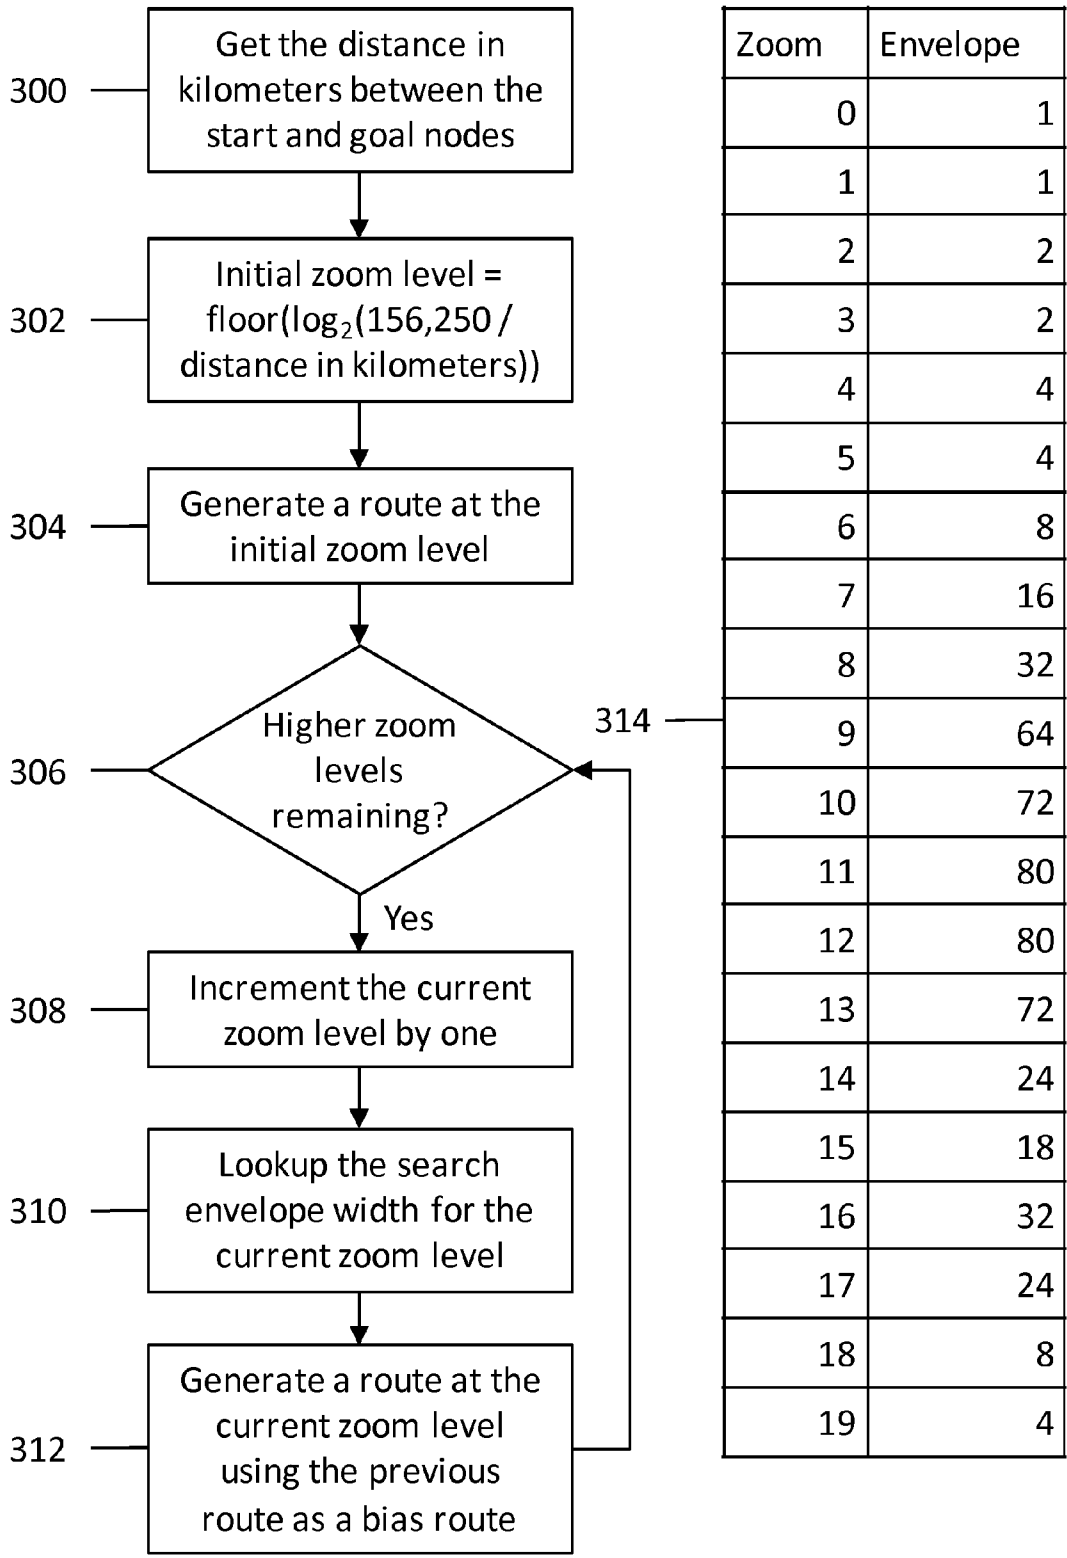 300
Get the distance in
kilometers between the
start and goal nodes
302
Initial zoom level =
floor(log₂(156,250 /
distance in kilometers))
304
Generate a route at the
initial zoom level
306
Higher zoom
levels
remaining?
Yes
308
Increment the current
zoom level by one
310
Lookup the search
envelope width for the
current zoom level
312
Generate a route at the
current zoom level
using the previous
route as a bias route
314
Zoom Envelope
0 1
1 1
2 2
3 2
4 4
5 4
6 8
7 16
8 32
9 64
10 72
11 80
12 80
13 72
14 24
15 18
16 32
17 24
18 8
19 4